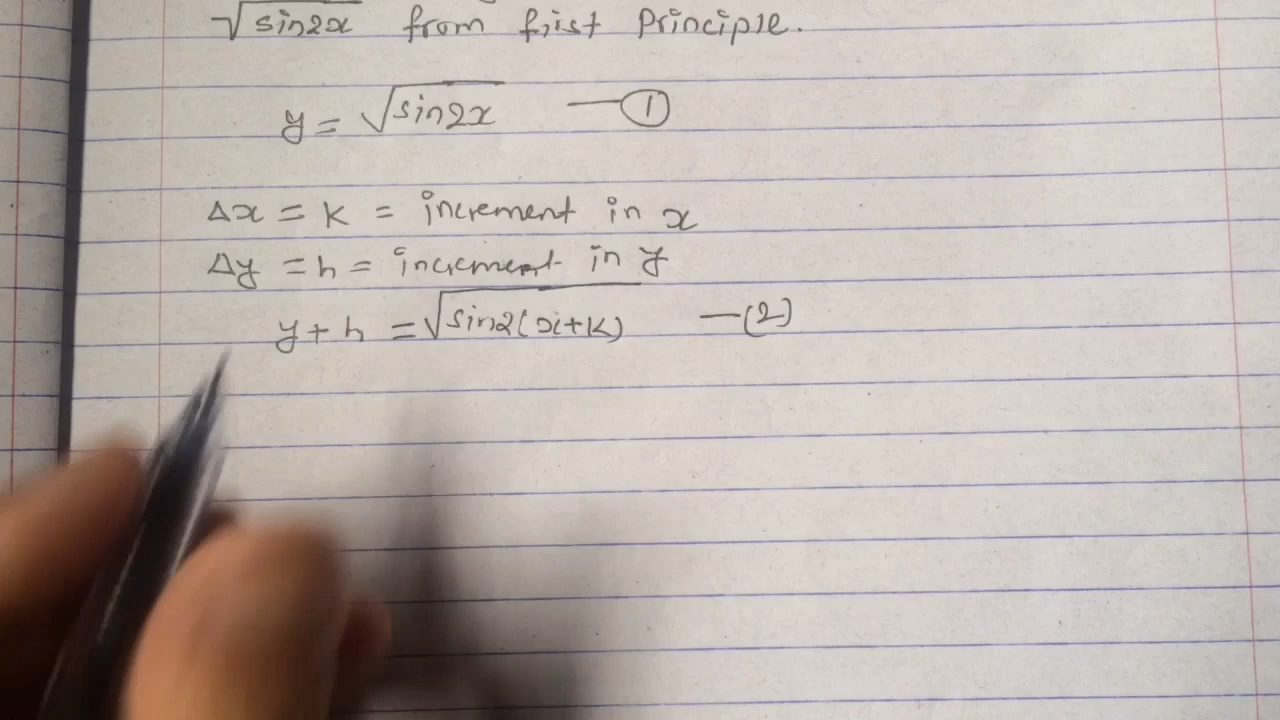 √sin2x from first Principle.
y = √sin2x —①
Δx = K = increment in x
Δy = h = increment in y
y + h = √sin2(x+K) —(2)